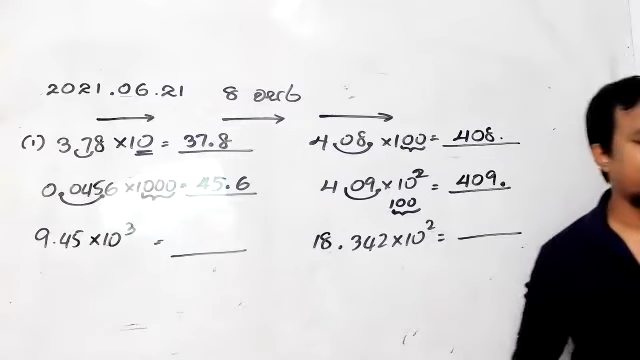 2021.06.21
(1) 3.78 ×10 = 37.8
4.08 ×100 = 408.
0.0456 ×1000 = 45.6
4.09 ×10² = 409.
100
9.45 ×10³ =
18.342×10² =